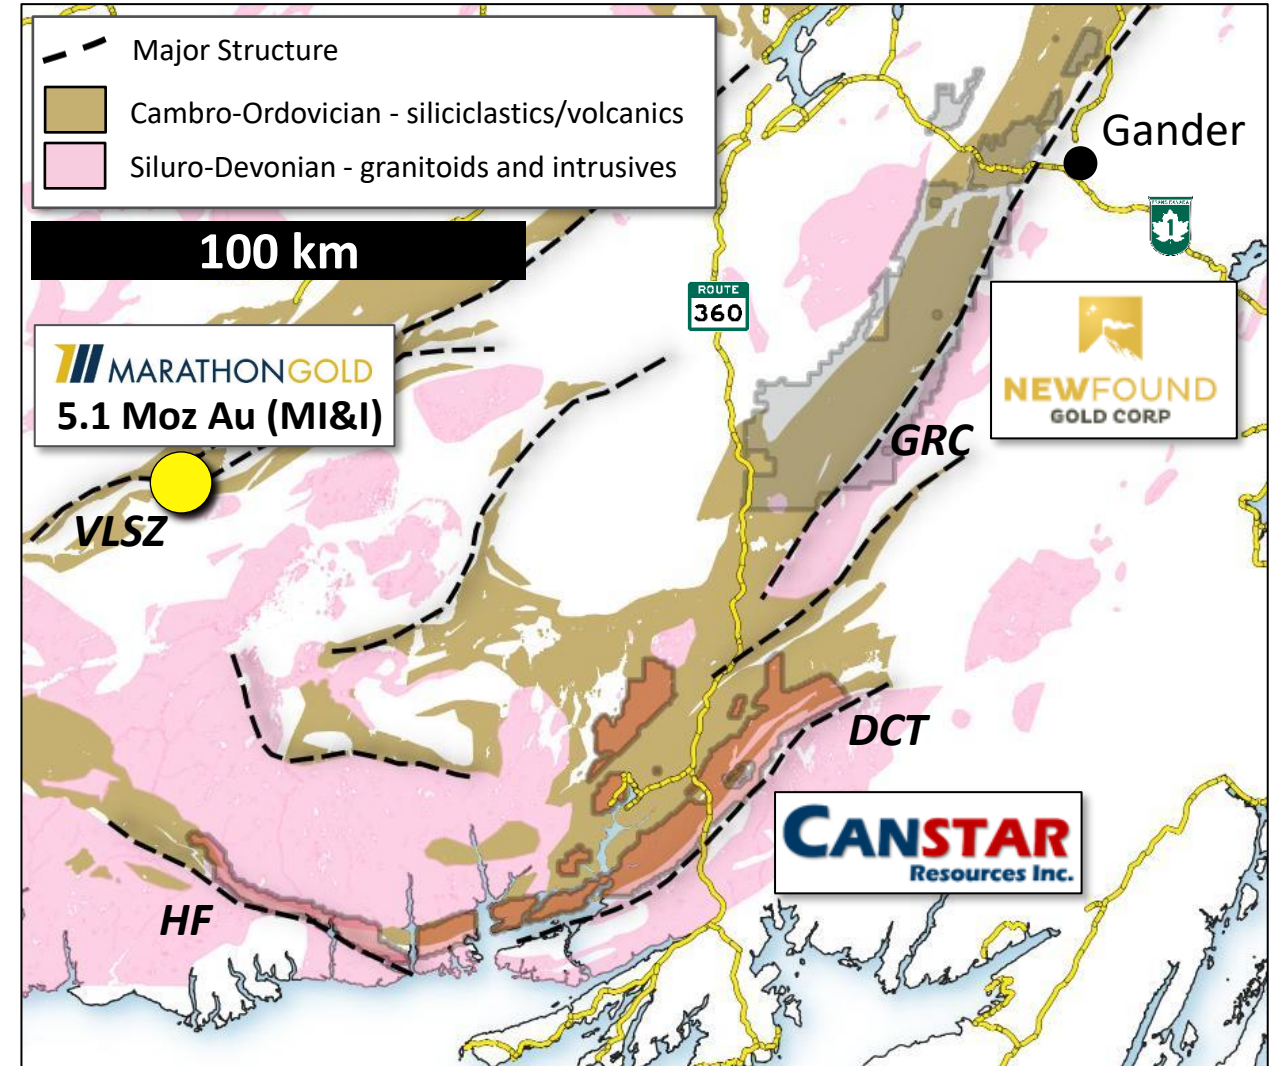 Major Structure
Cambro-Ordovician - siliciclastics/volcanics
Siluro-Devonian - granitoids and intrusives
100 km
Gander
1
ROUTE
360
MARATHONGOLD
5.1 Moz Au (MI&I)
NEWFOUND
GOLD CORP
GRC
VLSZ
DCT
CANSTAR
Resources Inc.
HF